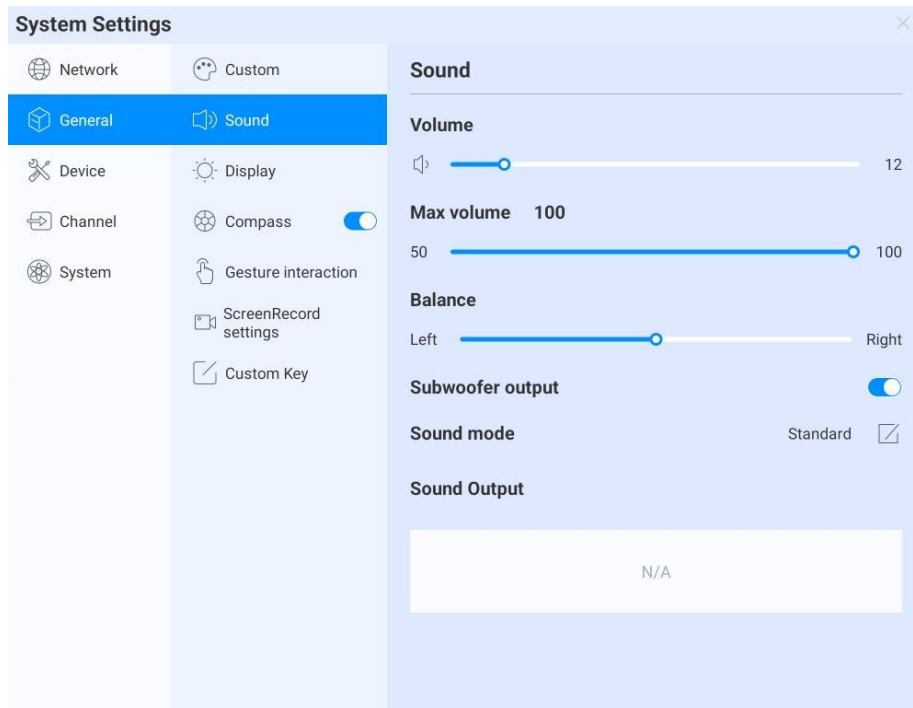 System Settings
Network
General
Device
Channel
System
Custom
Sound
Display
Compass
Gesture interaction
ScreenRecord
settings
Custom Key
Sound
Volume
12
Max volume 100
50 100
Balance
Left Right
Subwoofer output
Sound mode Standard
Sound Output
N/A